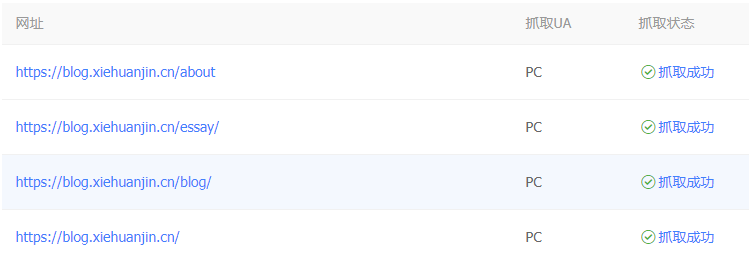 网址 抓取UA 抓取状态
https://blog.xiehuanjin.cn/about PC 抓取成功
https://blog.xiehuanjin.cn/essay/ PC 抓取成功
https://blog.xiehuanjin.cn/blog/ PC 抓取成功
https://blog.xiehuanjin.cn/ PC 抓取成功